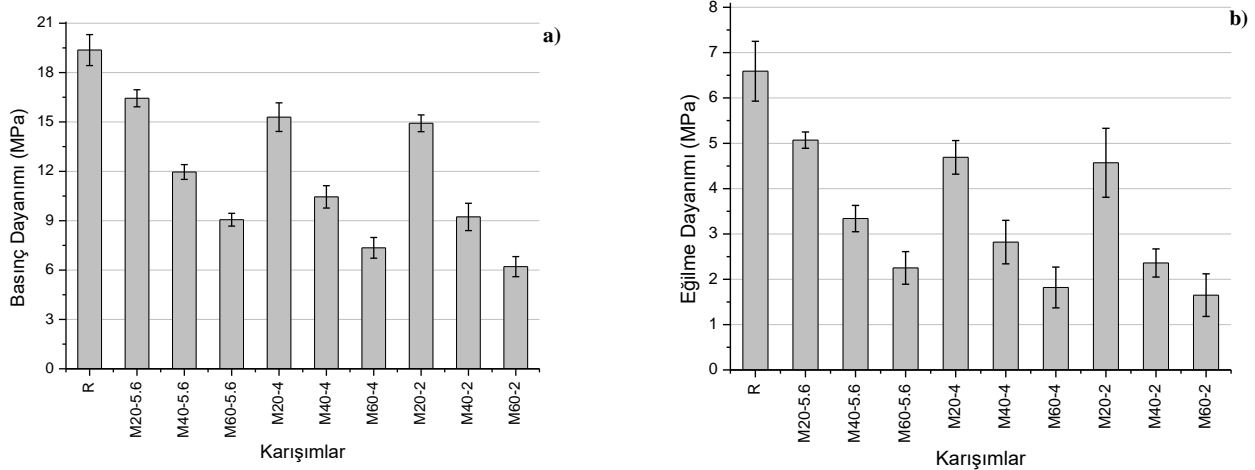 a)
Basınç Dayanımı (MPa)
21
18
15
12
9
6
3
0
R
M20-5.6
M40-5.6
M60-5.6
M20-4
M40-4
M60-4
M20-2
M40-2
M60-2
Karışımlar
b)
Eğilme Dayanımı (MPa)
8
7
6
5
4
3
2
1
0
R
M20-5.6
M40-5.6
M60-5.6
M20-4
M40-4
M60-4
M20-2
M40-2
M60-2
Karışımlar